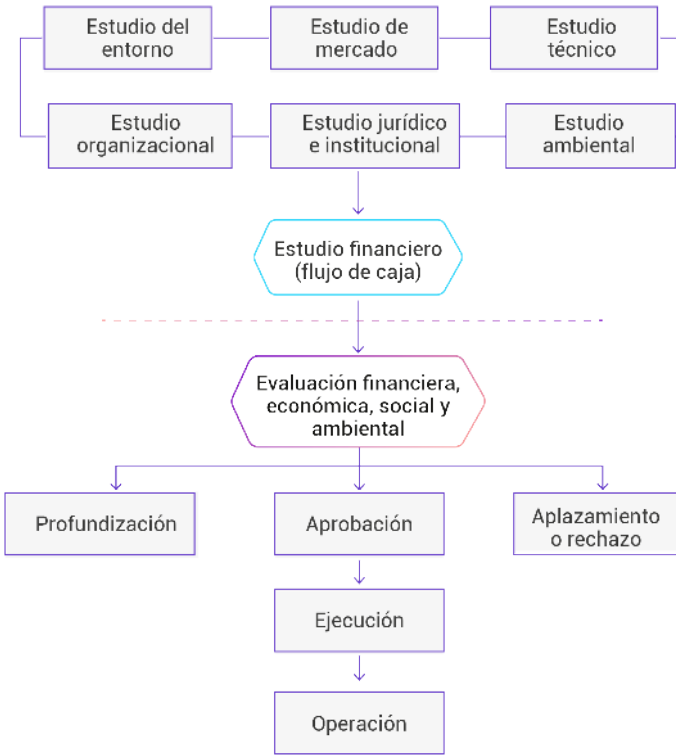 Estudio del
entorno
Estudio de
mercado
Estudio
técnico
Estudio
organizacional
Estudio jurídico
e institucional
Estudio
ambiental
Estudio financiero
(flujo de caja)
Evaluación financiera,
económica, social y
ambiental
Profundización
Aprobación
Aplazamiento
o rechazo
Ejecución
Operación